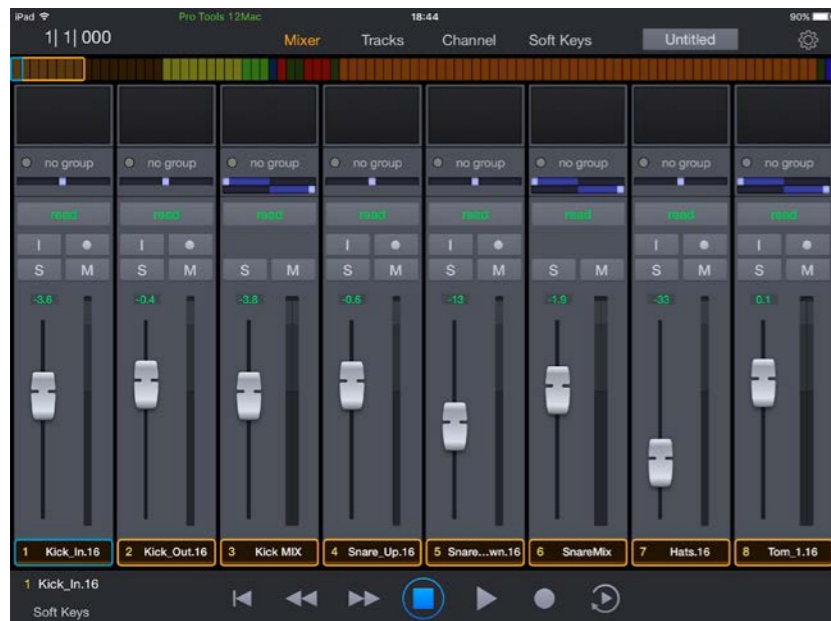 iPad Pro Tools 12Mac 18:44 90%
1| 1| 000 Mixer Tracks Channel Soft Keys Untitled
no group no group no group no group no group no group no group no group
read read read read read read read read
I I I I I
S M S M S M S M S M S M S M S M
-3.6 -0.4 -3.8 -0.6 -13 -1.9 -33 0.1
1 Kick_In.16 2 Kick_Out.16 3 Kick MIX 4 Snare_Up.16 5 Snare...wn.16 6 SnareMix 7 Hats.16 8 Tom_1.16
1 Kick_In.16
Soft Keys